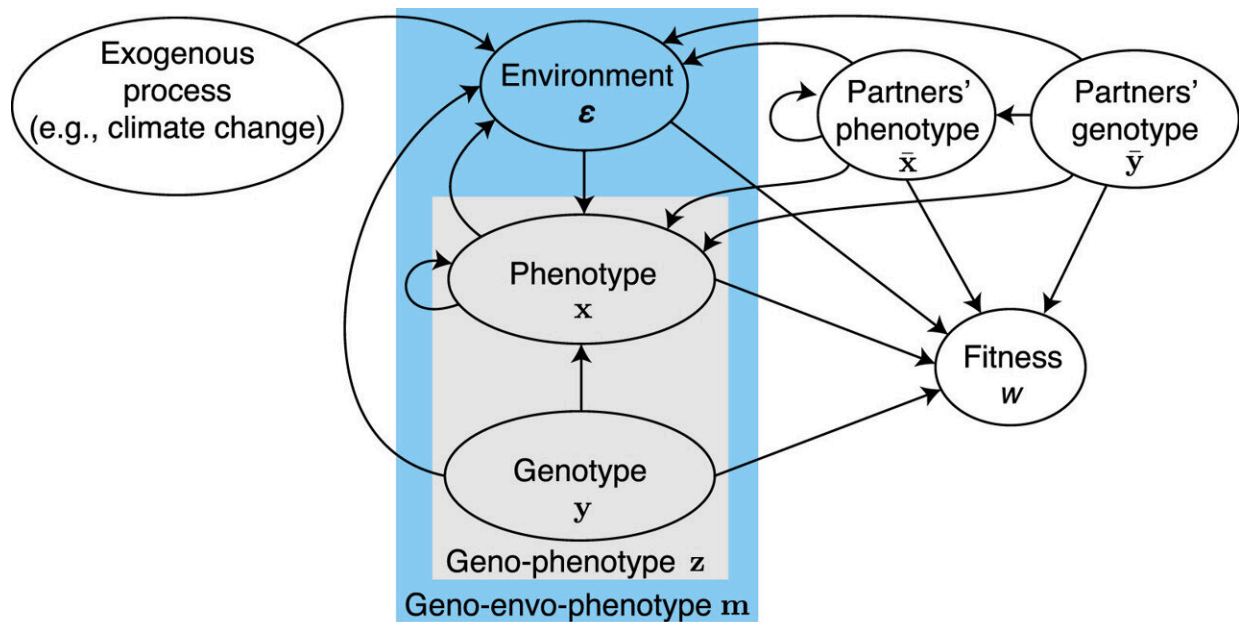 Exogenous
process
(e.g., climate change)
Environment
ε
Partners'
phenotype
x̄
Partners'
genotype
ȳ
Phenotype
x
Fitness
w
Genotype
y
Geno-phenotype z
Geno-envo-phenotype m